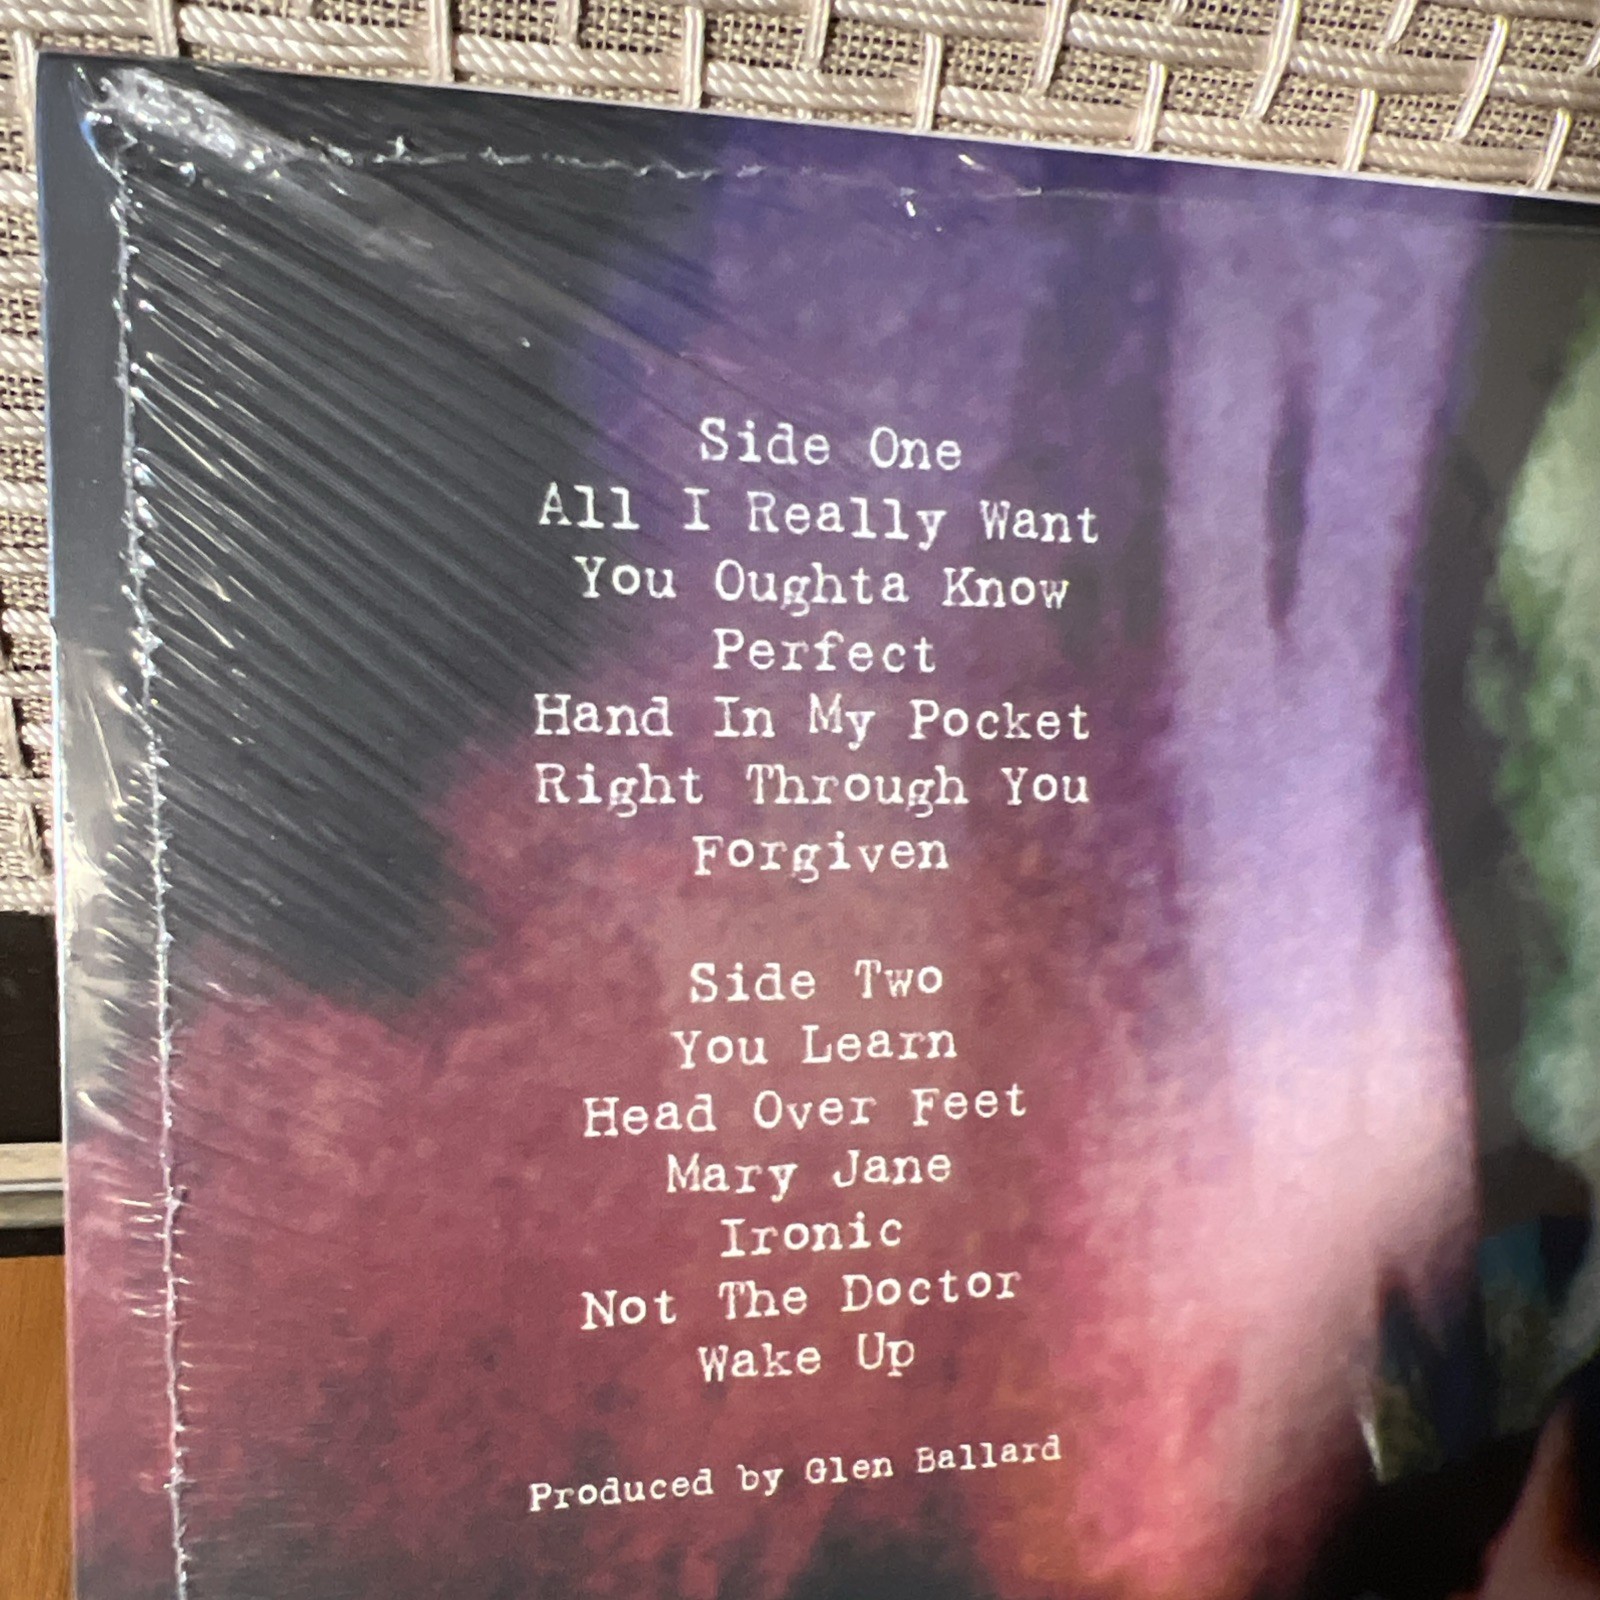 Side One
All I Really Want
You Oughta Know
Perfect
Hand In My Pocket
Right Through You
Forgiven
Side Two
You Learn
Head Over Feet
Mary Jane
Ironic
Not The Doctor
Wake Up
Produced by Glen Ballard